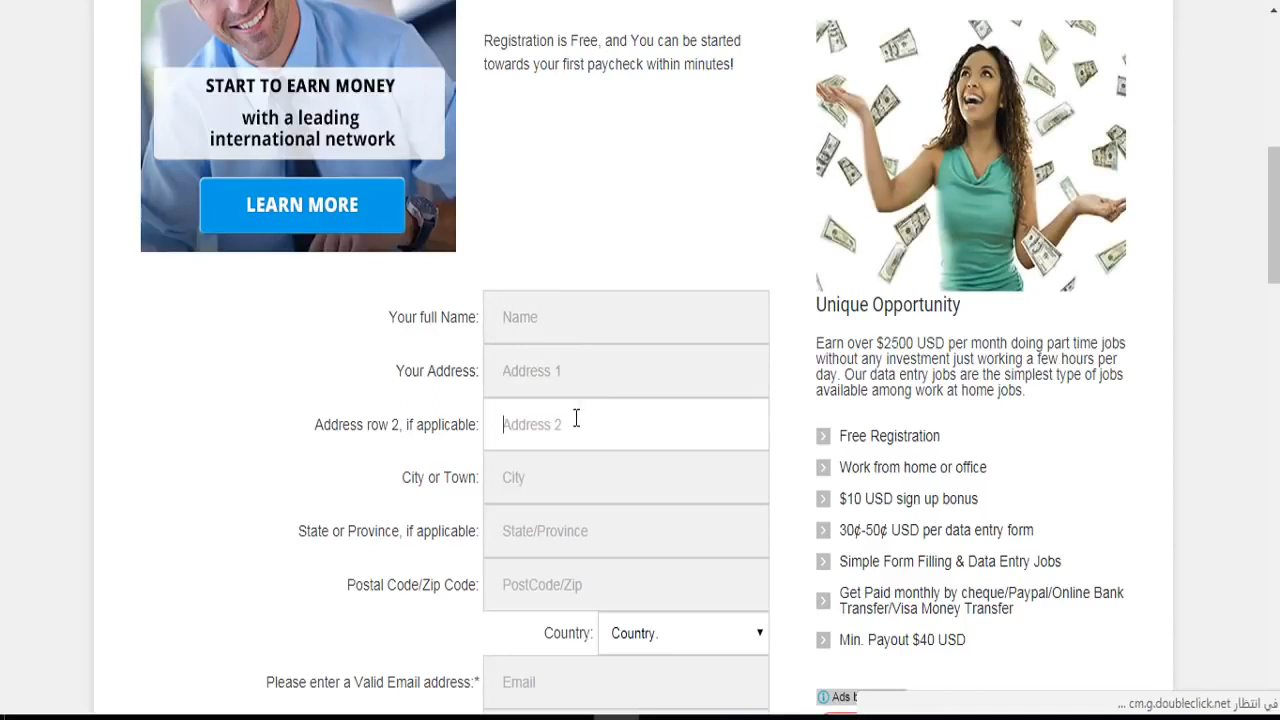 START TO EARN MONEY
with a leading
international network
LEARN MORE
Registration is Free, and You can be started
towards your first paycheck within minutes!
Your full Name: Name
Your Address: Address 1
Address row 2, if applicable: Address 2
City or Town: City
State or Province, if applicable: State/Province
Postal Code/Zip Code: PostCode/Zip
Country: Country.
Please enter a Valid Email address:* Email
Unique Opportunity
Earn over $2500 USD per month doing part time jobs
without any investment just working a few hours per
day. Our data entry jobs are the simplest type of jobs
available among work at home jobs.
Free Registration
Work from home or office
$10 USD sign up bonus
30¢-50¢ USD per data entry form
Simple Form Filling & Data Entry Jobs
Get Paid monthly by cheque/Paypal/Online Bank
Transfer/Visa Money Transfer
Min. Payout $40 USD
Ads
في انتظار cm.g.doubleclick.net ...